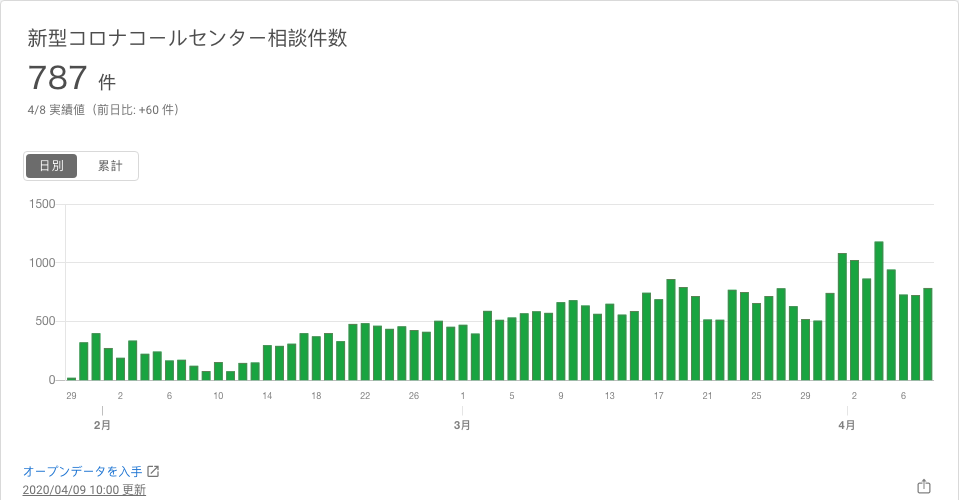 新型コロナコールセンター相談件数
787 件
4/8 実績値（前日比: +60 件）
日別 累計
1500
1000
500
0
29 2 6 10 14 18 22 26 1 5 9 13 17 21 25 29 2 6
2月 3月 4月
オープンデータを入手
2020/04/09 10:00 更新